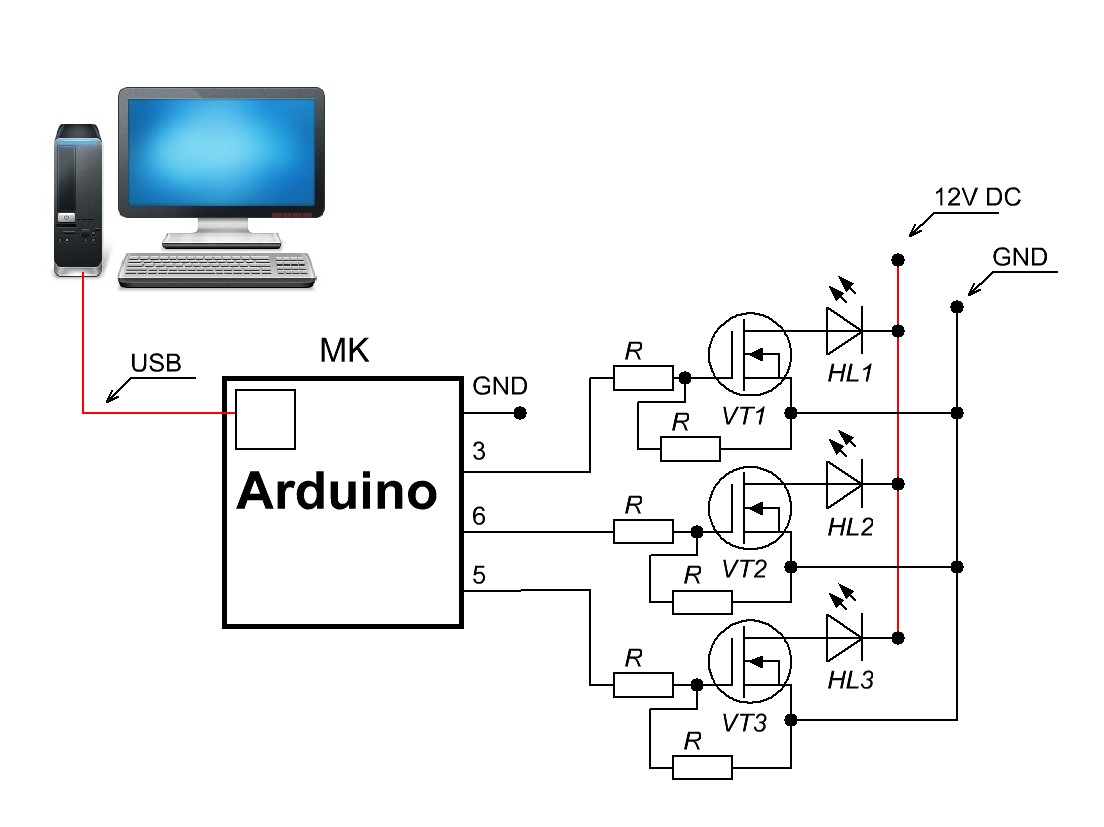 12V DC
GND
USB
MK
Arduino
GND
3
6
5
R
R
VT1
HL1
R
R
VT2
HL2
R
R
VT3
HL3